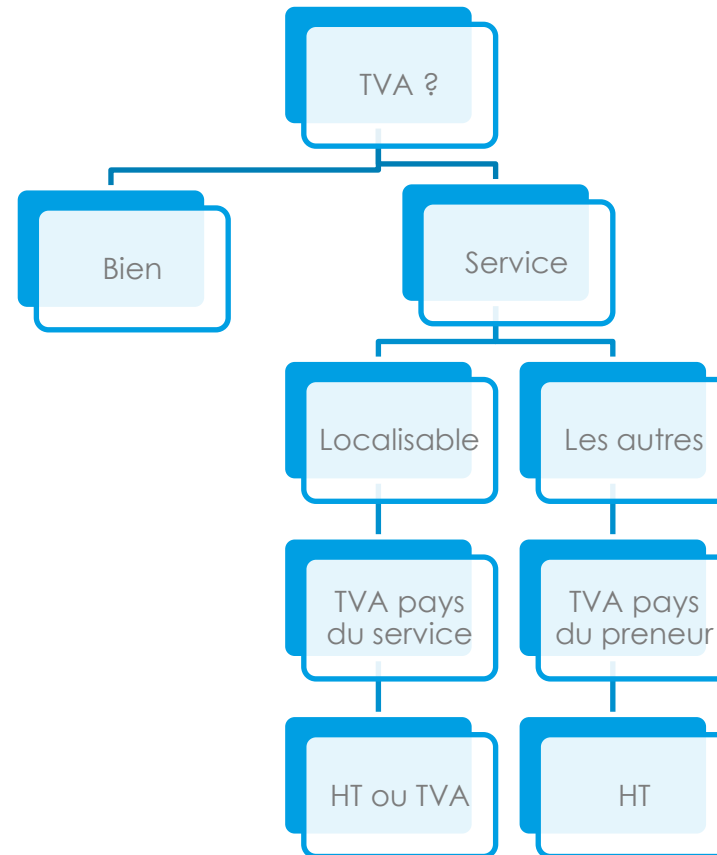 TVA ?
Bien
Service
Localisable
Les autres
TVA pays
du service
TVA pays
du preneur
HT ou TVA
HT